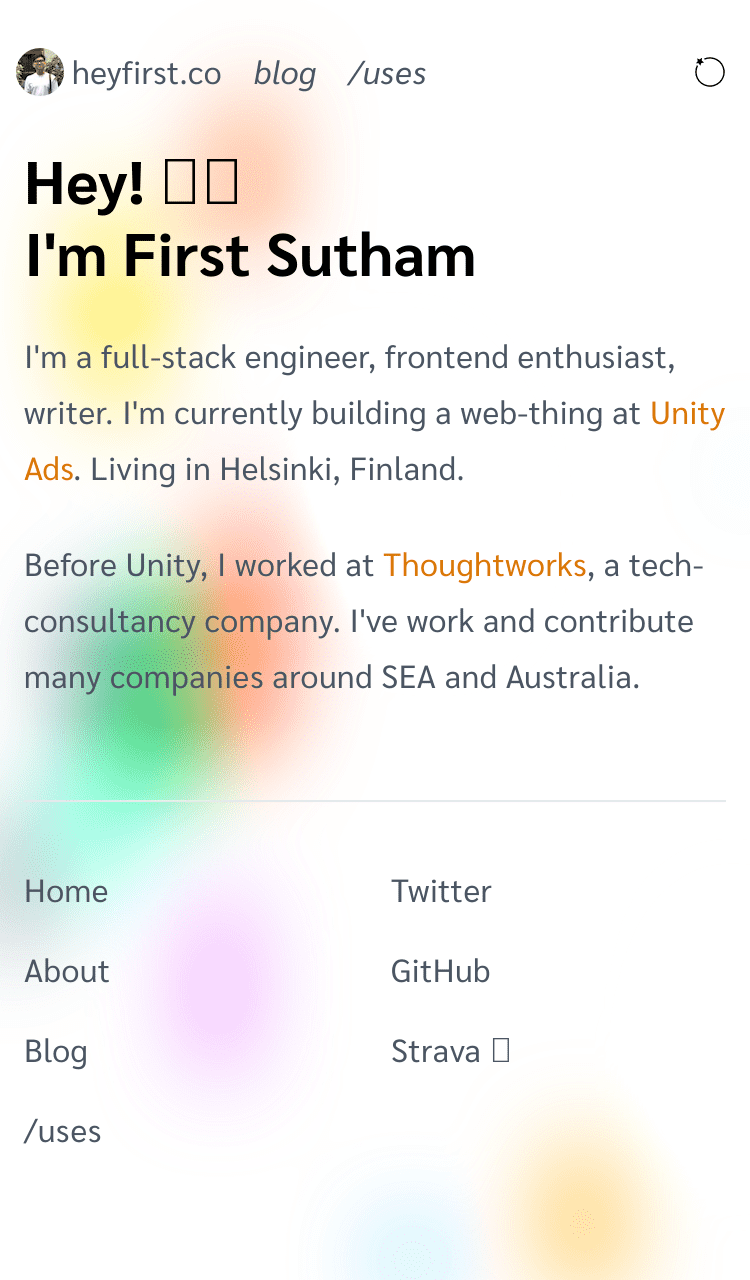 heyfirst.co blog /uses
Hey! 
I'm First Sutham
I'm a full-stack engineer, frontend enthusiast,
writer. I'm currently building a web-thing at Unity
Ads. Living in Helsinki, Finland.
Before Unity, I worked at Thoughtworks, a tech-
consultancy company. I've work and contribute
many companies around SEA and Australia.
Home
Twitter
About
GitHub
Blog
Strava
/uses